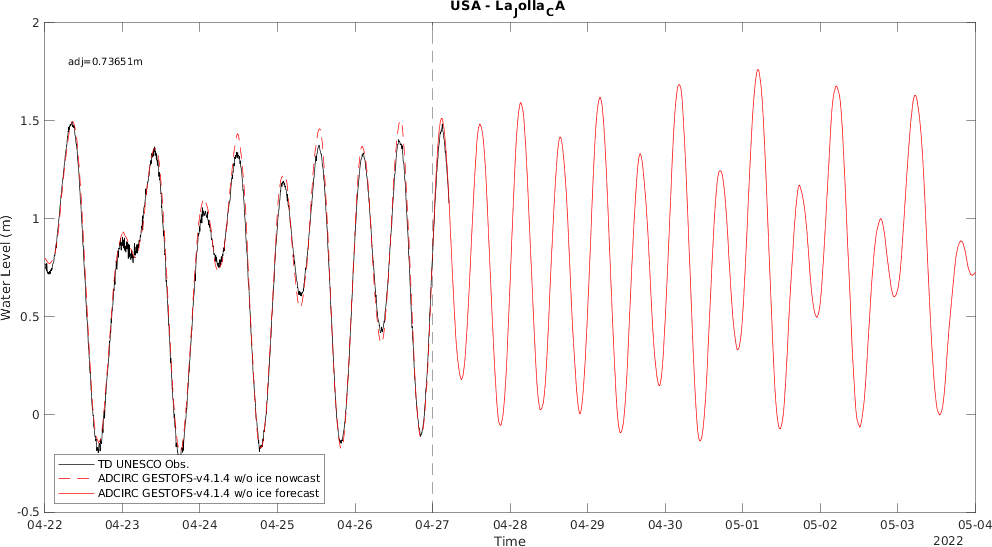 USA - LaJollaCA
adj=0.73651m
Water Level (m)
2
1.5
1
0.5
0
-0.5
TD UNESCO Obs.
ADCIRC GESTOFS-v4.1.4 w/o ice nowcast
ADCIRC GESTOFS-v4.1.4 w/o ice forecast
04-22 04-23 04-24 04-25 04-26 04-27 04-28 04-29 04-30 05-01 05-02 05-03 05-04
Time
2022